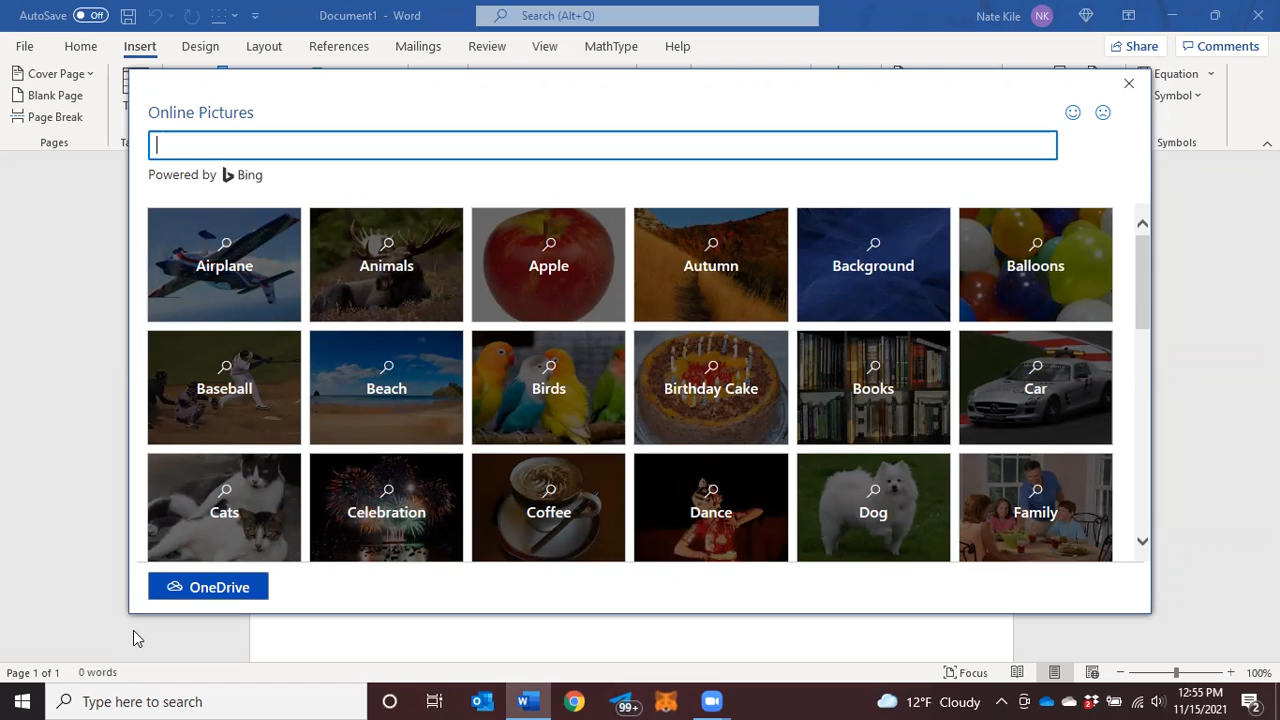 AutoSave Off Document1 - Word Search (Alt+Q) Nate Kile NK
File Home Insert Design Layout References Mailings Review View MathType Help Share Comments
Cover Page
Blank Page
Page Break
Pages
Equation
Symbol
Symbols
Online Pictures
Powered by Bing
Airplane Animals Apple Autumn Background Balloons
Baseball Beach Birds Birthday Cake Books Car
Cats Celebration Coffee Dance Dog Family
OneDrive
Page 1 of 1 0 words Focus 100%
Type here to search 99+ 12°F Cloudy 2 12:55 PM
11/15/2021 2